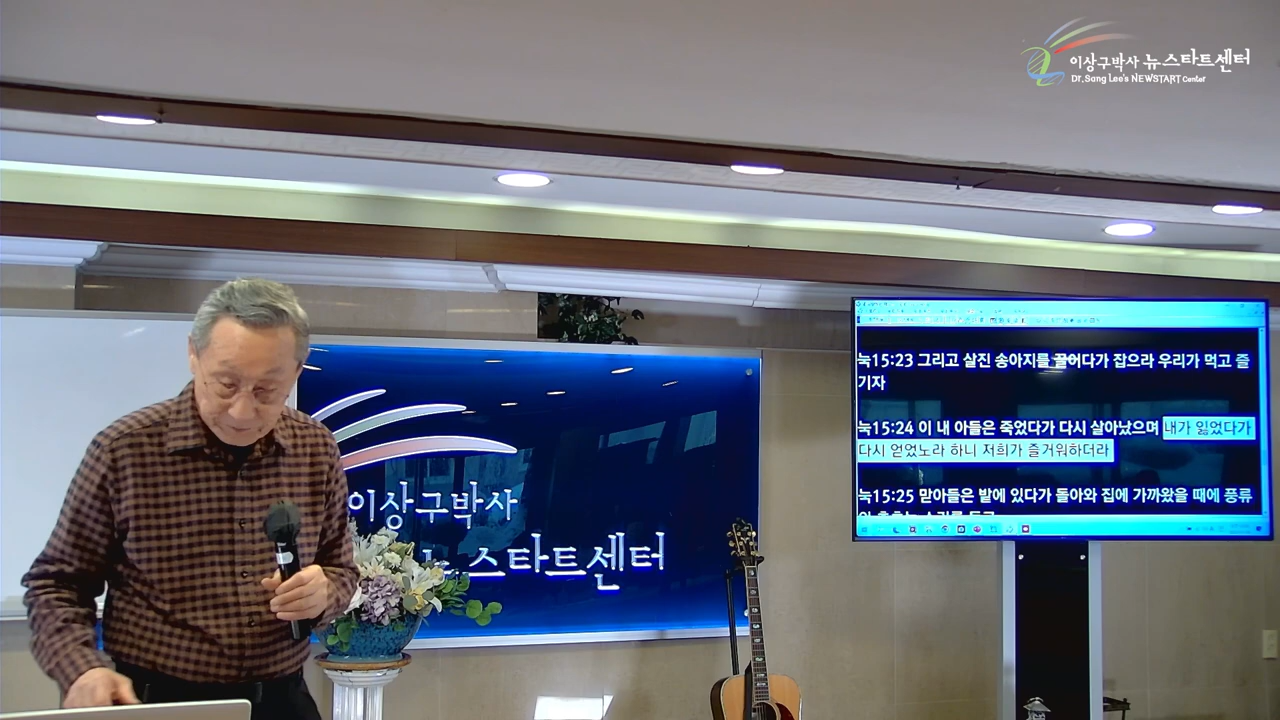 이상구박사 뉴스타트센터
Dr. Sang Lee's NEWSTART Center
이상구박사
뉴스타트센터
눅15:23 그리고 살진 송아지를 끌어다가 잡으라 우리가 먹고 즐
기자
눅15:24 이 내 아들은 죽었다가 다시 살아났으며 내가 잃었다가
다시 얻었노라 하니 저희가 즐거워하더라
눅15:25 맏아들은 밭에 있다가 돌아와 집에 가까왔을 때에 풍류